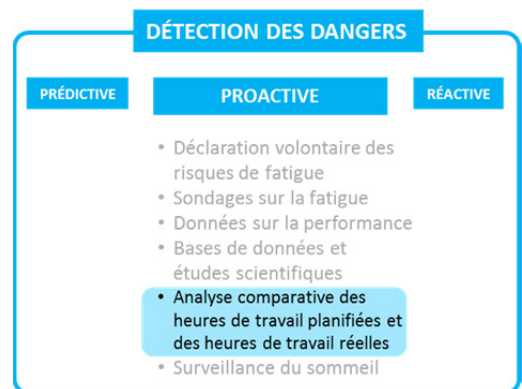 DÉTECTION DES DANGERS
PRÉDICTIVE
PROACTIVE
RÉACTIVE
• Déclaration volontaire des
risques de fatigue
• Sondages sur la fatigue
• Données sur la performance
• Bases de données et
études scientifiques
• Analyse comparative des
heures de travail planifiées et
des heures de travail réelles
• Surveillance du sommeil